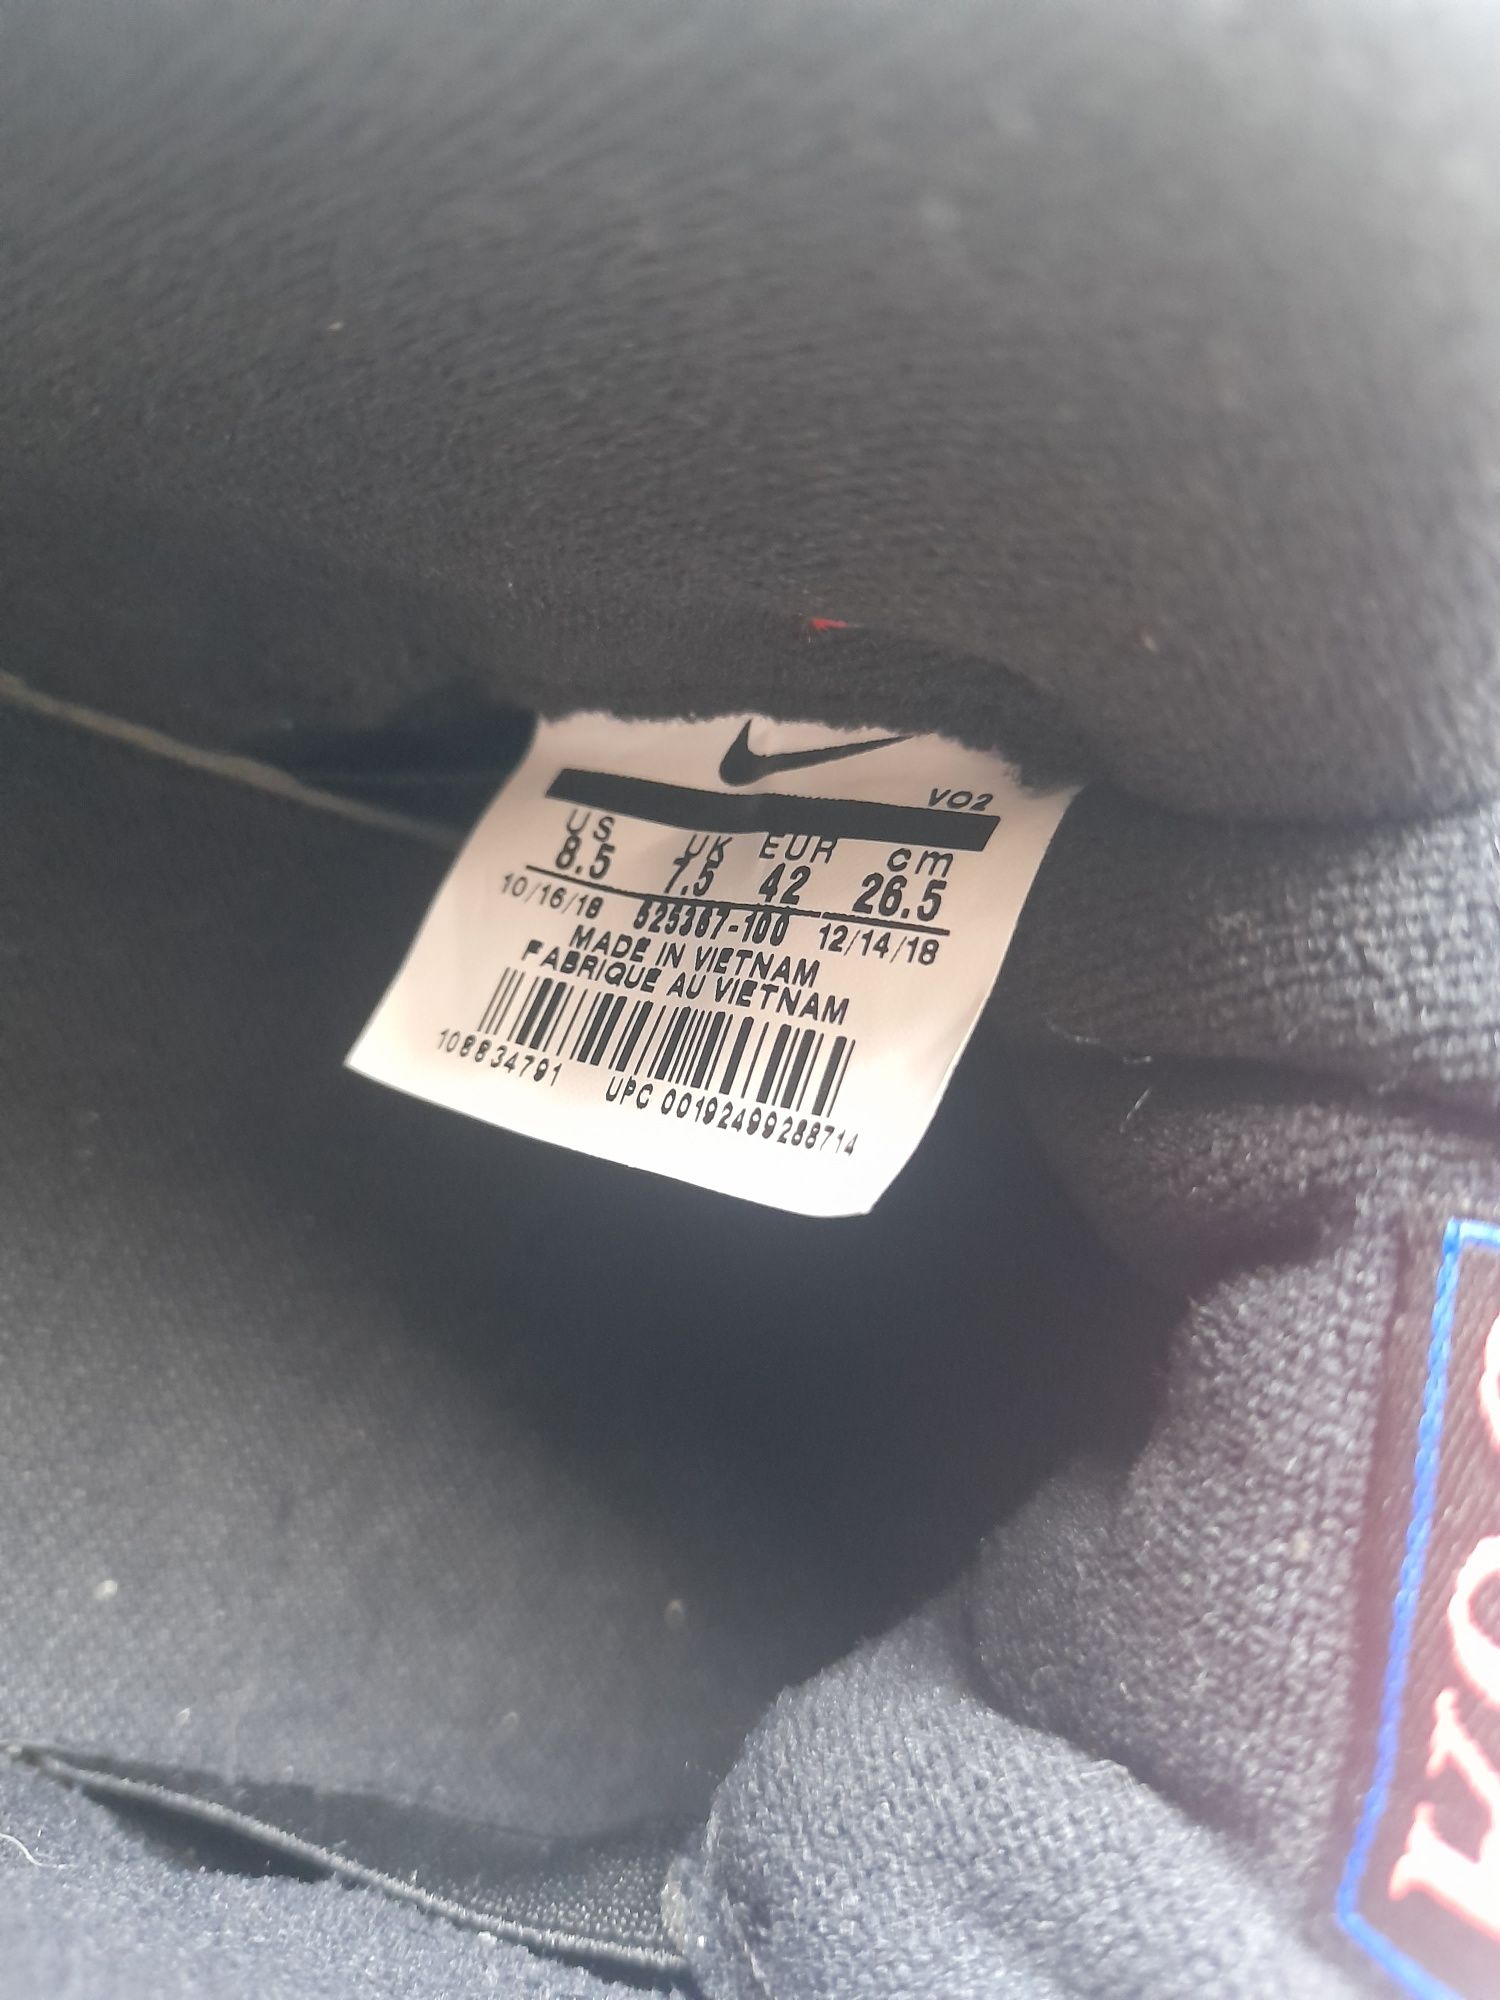 VO2
US UK EUR cm
8.5 7.5 42 26.5
10/16/18 525367-100 12/14/18
MADE IN VIETNAM
FABRIQUE AU VIETNAM
108834791 UPC 00192499288714